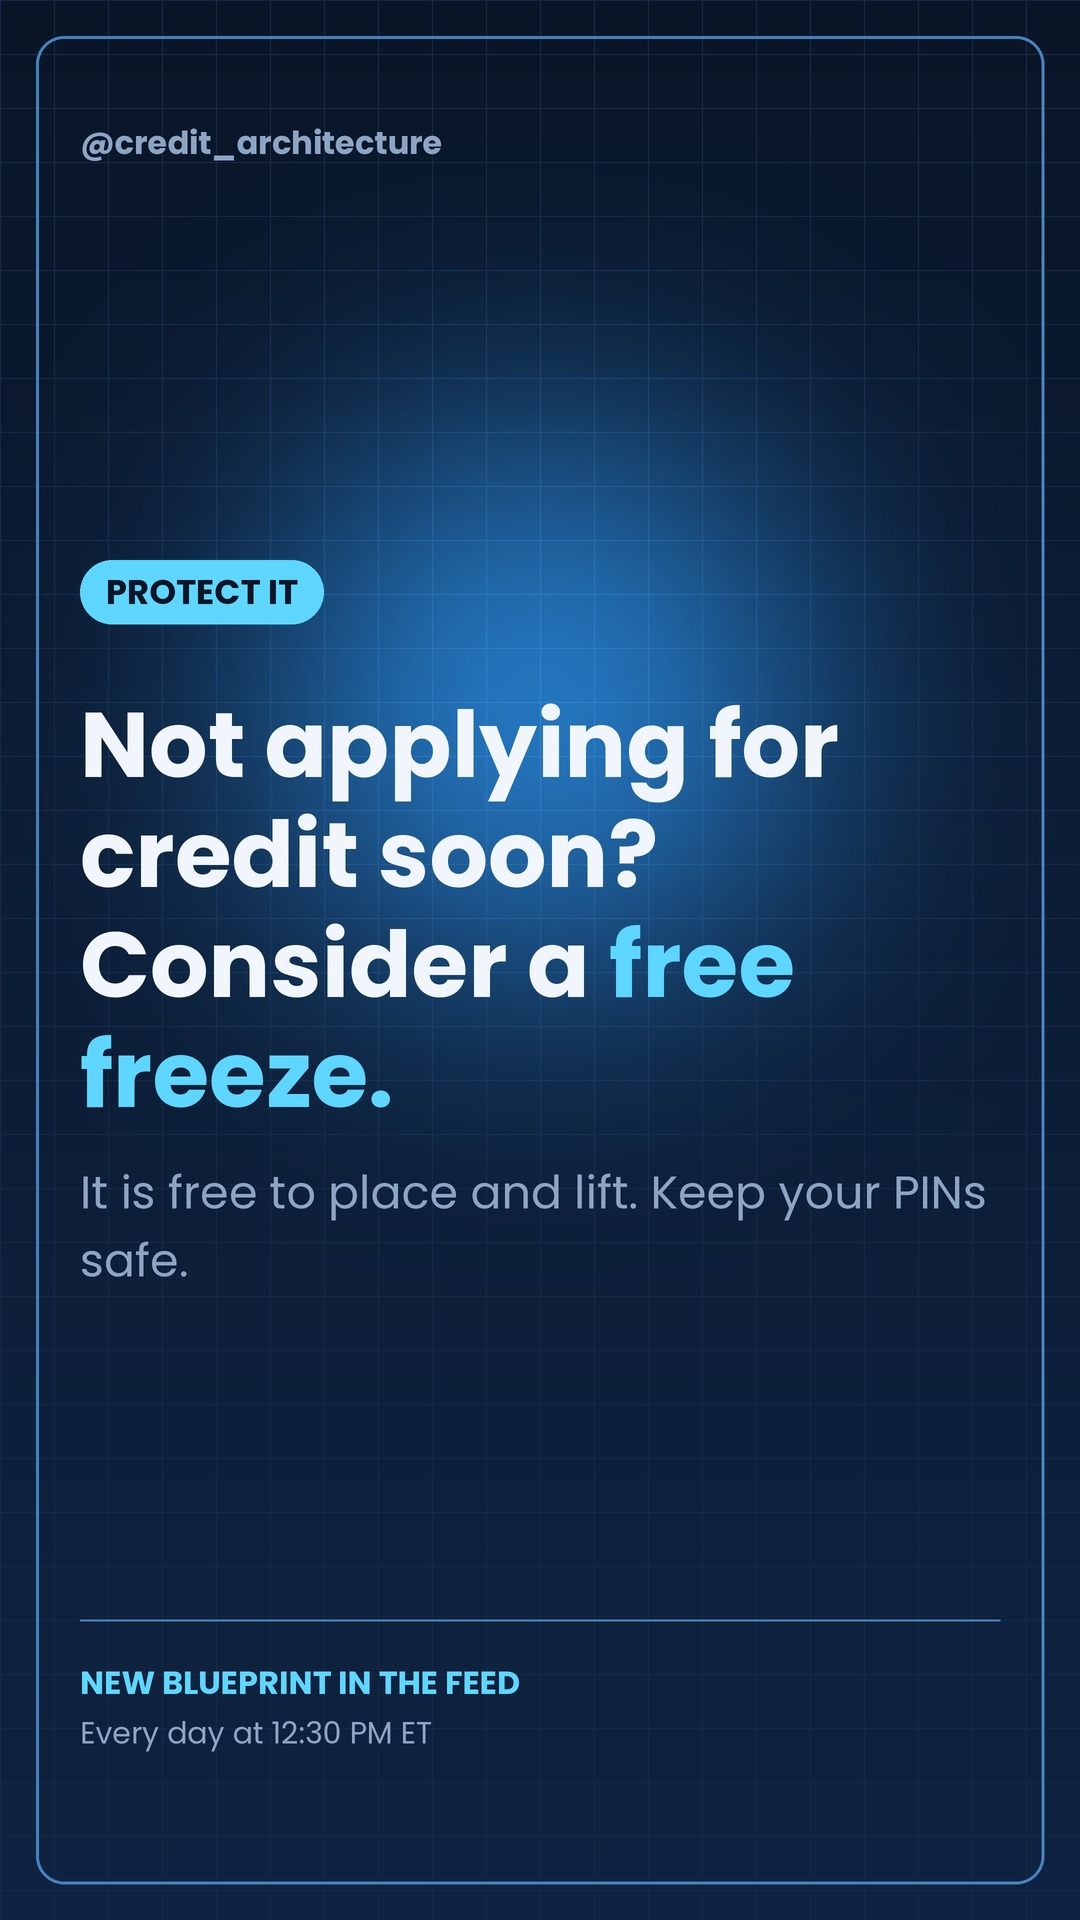 @credit_architecture
PROTECT IT
Not applying for
credit soon?
Consider a free
freeze.
It is free to place and lift. Keep your PINs
safe.
NEW BLUEPRINT IN THE FEED
Every day at 12:30 PM ET